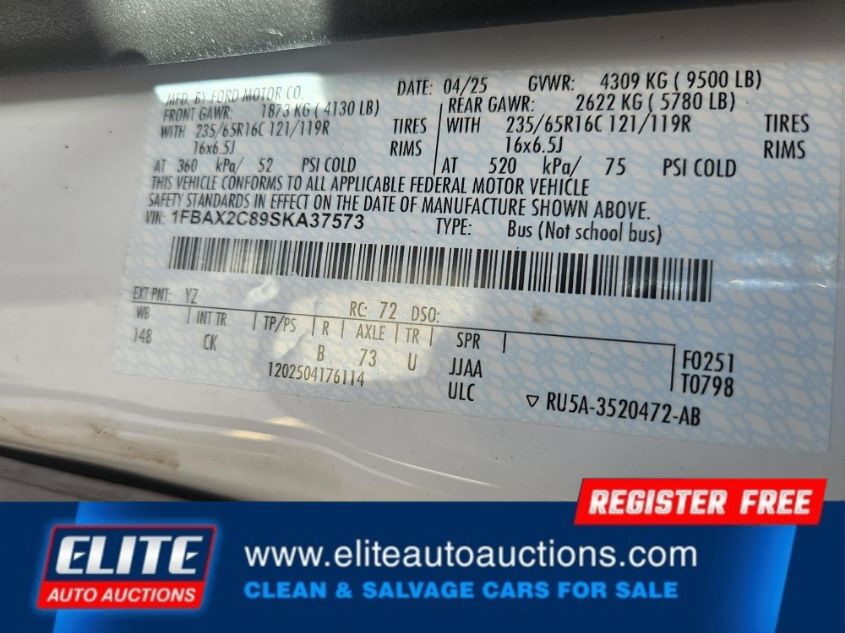 MFD. BY FORD MOTOR CO.
DATE: 04/25 GVWR: 4309 KG ( 9500 LB)
FRONT GAWR: 1873 KG ( 4130 LB) REAR GAWR: 2622 KG ( 5780 LB)
WITH 235/65R16C 121/119R TIRES WITH 235/65R16C 121/119R TIRES
16x6.5J RIMS 16x6.5J RIMS
AT 360 kPa/ 52 PSI COLD AT 520 kPa/ 75 PSI COLD
THIS VEHICLE CONFORMS TO ALL APPLICABLE FEDERAL MOTOR VEHICLE
SAFETY STANDARDS IN EFFECT ON THE DATE OF MANUFACTURE SHOWN ABOVE.
VIN: 1FBAX2C89SKA37573 TYPE: Bus (Not school bus)
EXT PNT: YZ RC: 72 DSO:
WB INT TR TP/PS R AXLE TR SPR
148 CK B 73 U JJAA F0251
1202504176114 ULC T0798
▽ RU5A-3520472-AB
REGISTER FREE
ELITE
AUTO AUCTIONS
www.eliteautoauctions.com
CLEAN & SALVAGE CARS FOR SALE